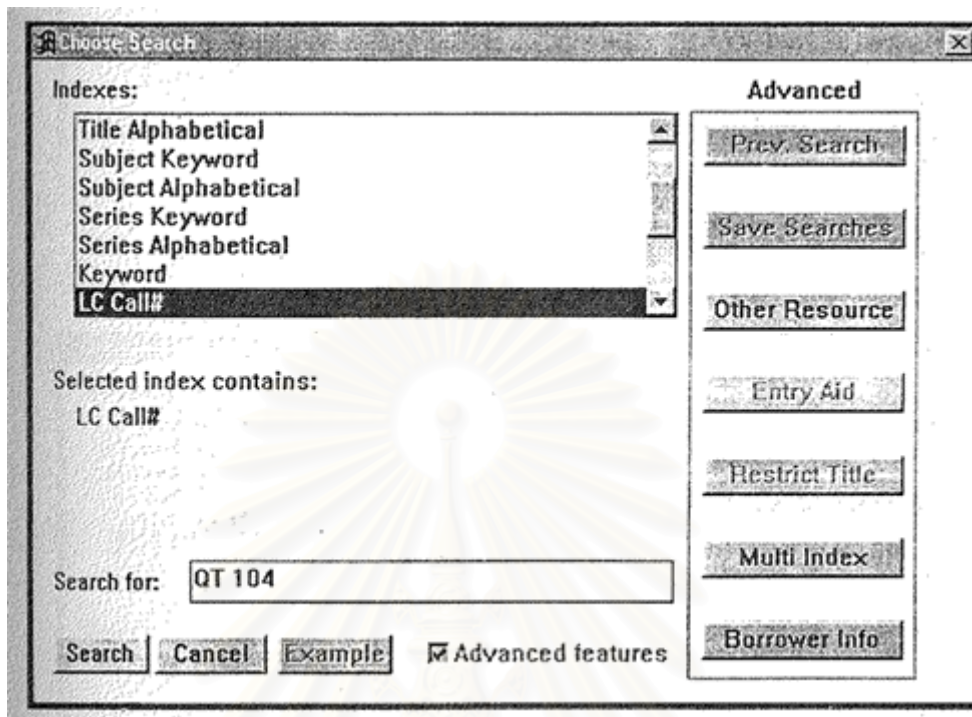 Choose Search
Indexes:
Title Alphabetical
Subject Keyword
Subject Alphabetical
Series Keyword
Series Alphabetical
Keyword
LC Call#
Selected index contains:
LC Call#
Search for:
QT 104
Search
Cancel
Example
Advanced features
Advanced
Prev. Search
Save Searches
Other Resource
Entry Aid
Restrict Title
Multi Index
Borrower Info